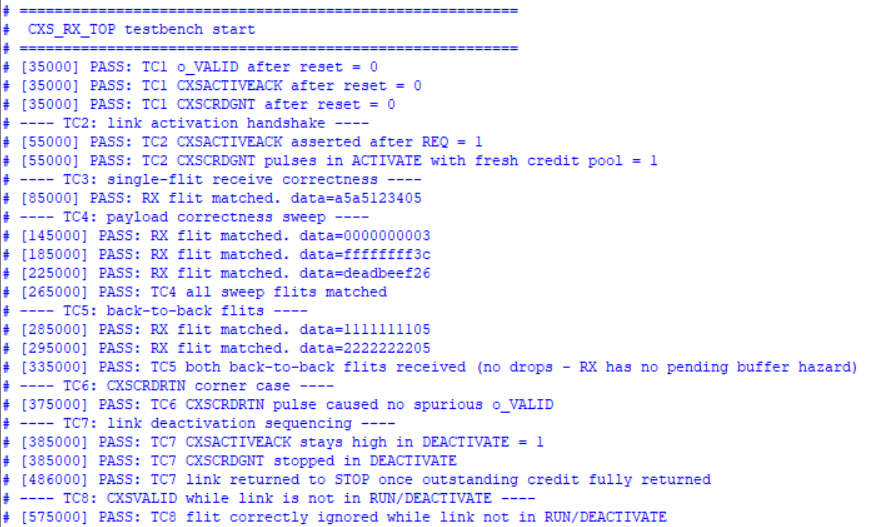 # =========================================================
#  CXS_RX_TOP testbench start
# =========================================================
# [35000] PASS: TC1 o_VALID after reset = 0
# [35000] PASS: TC1 CXSACTIVEACK after reset = 0
# [35000] PASS: TC1 CXSCRDGNT after reset = 0
# ---- TC2: link activation handshake ----
# [55000] PASS: TC2 CXSACTIVEACK asserted after REQ = 1
# [55000] PASS: TC2 CXSCRDGNT pulses in ACTIVATE with fresh credit pool = 1
# ---- TC3: single-flit receive correctness ----
# [85000] PASS: RX flit matched. data=a5a5123405
# ---- TC4: payload correctness sweep ----
# [145000] PASS: RX flit matched. data=0000000003
# [185000] PASS: RX flit matched. data=ffffffff3c
# [225000] PASS: RX flit matched. data=deadbeef26
# [265000] PASS: TC4 all sweep flits matched
# ---- TC5: back-to-back flits ----
# [285000] PASS: RX flit matched. data=1111111105
# [295000] PASS: RX flit matched. data=2222222205
# [335000] PASS: TC5 both back-to-back flits received (no drops - RX has no pending buffer hazard)
# ---- TC6: CXSCRDRTN corner case ----
# [375000] PASS: TC6 CXSCRDRTN pulse caused no spurious o_VALID
# ---- TC7: link deactivation sequencing ----
# [385000] PASS: TC7 CXSACTIVEACK stays high in DEACTIVATE = 1
# [385000] PASS: TC7 CXSCRDGNT stopped in DEACTIVATE
# [486000] PASS: TC7 link returned to STOP once outstanding credit fully returned
# ---- TC8: CXSVALID while link is not in RUN/DEACTIVATE ----
# [575000] PASS: TC8 flit correctly ignored while link not in RUN/DEACTIVATE